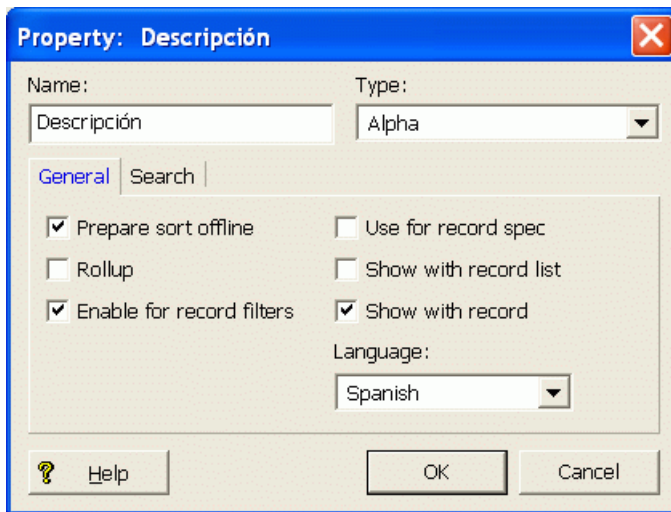 Property: Descripción
Name:
Type:
Descripción
Alpha
General
Search
Prepare sort offline
Use for record spec
Rollup
Show with record list
Enable for record filters
Show with record
Language:
Spanish
? Help
OK
Cancel